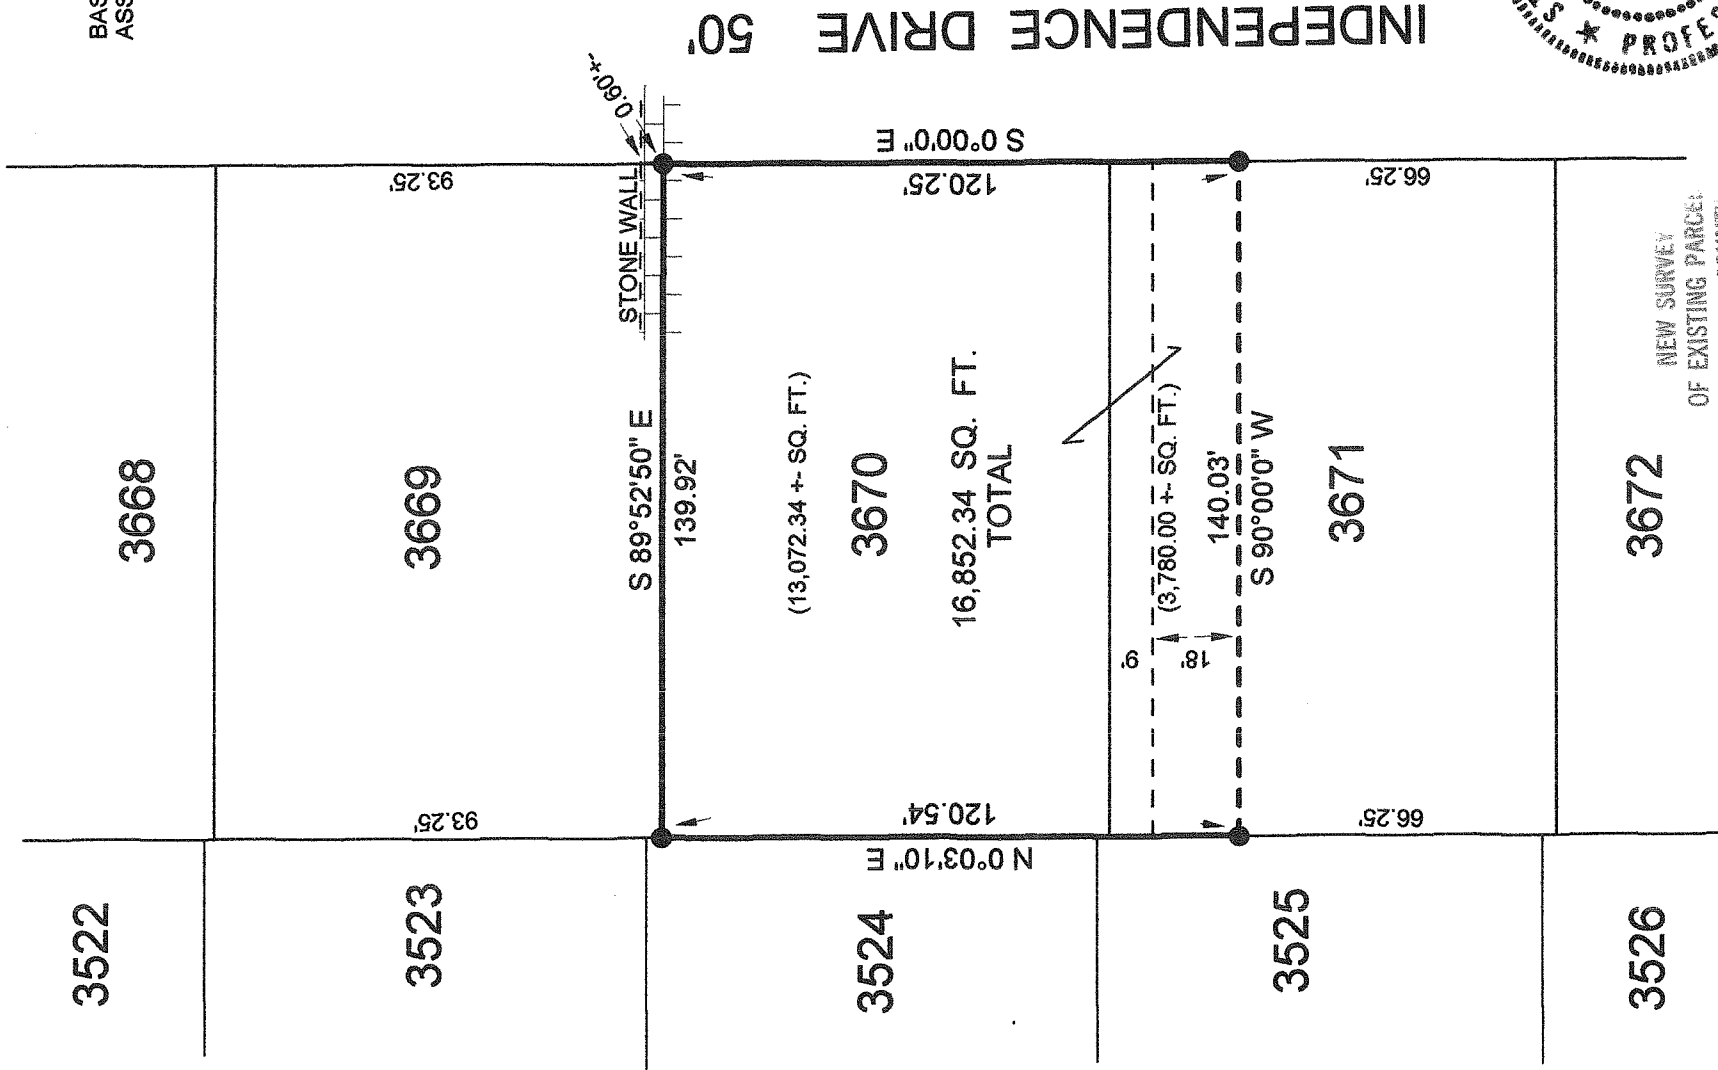 BAS
ASS
INDEPENDENCE DRIVE 50'
S * PROFES
0.60'+-
S 0°00'0" E
93.25'
120.25'
66.25'
STONE WALL
NEW SURVEY
OF EXISTING PARCEL
3668
3669
S 89°52'50" E
139.92'
(13,072.34 +- SQ. FT.)
3670
16,852.34 SQ. FT.
TOTAL
(3,780.00 +- SQ. FT.)
140.03'
S 90°00'0" W
3671
3672
9'
18'
93.25'
120.54'
66.25'
N 0°03'10" E
3522
3523
3524
3525
3526